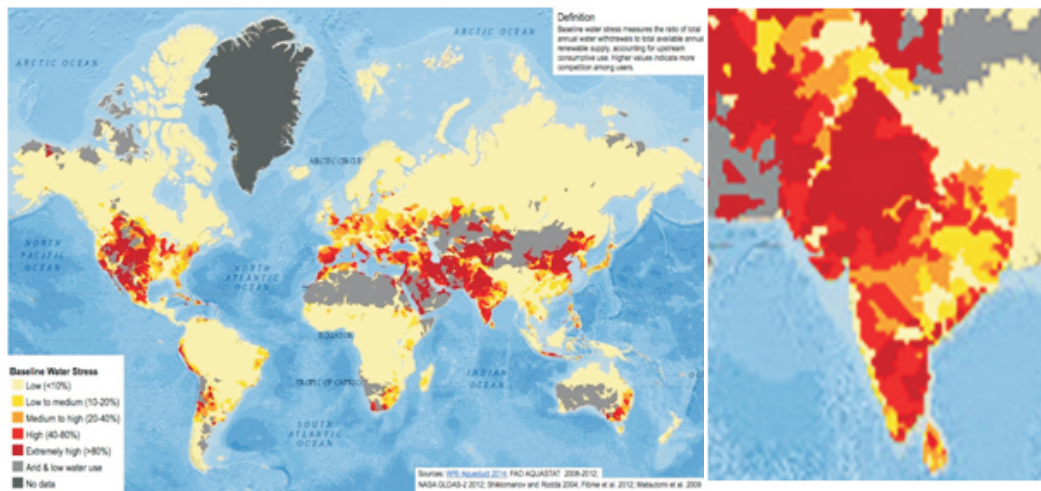 Definition
Baseline water stress measures the ratio of total
annual water withdrawals to total available annual
renewable supply, accounting for upstream
consumptive use. Higher values indicate more
competition among users.
ARCTIC OCEAN
ARCTIC OCEAN
ARCTIC CIRCLE
NORTH
PACIFIC
OCEAN
NORTH
ATLANTIC
OCEAN
EQUATOR
INDIAN
OCEAN
TROPIC OF CAPRICO
SOUTH
ATLANTIC
OCEAN
Baseline Water Stress
Low (<10%)
Low to medium (10-20%)
Medium to high (20-40%)
High (40-80%)
Extremely high (>80%)
Arid & low water use
No data
Sources: WRI Aqueduct 2014; FAO AQUASTAT 2008-2012;
NASA GLDAS-2 2012; Shiklomanov and Rodda 2004; Flörke et al. 2012; Matsutomi et al. 2009